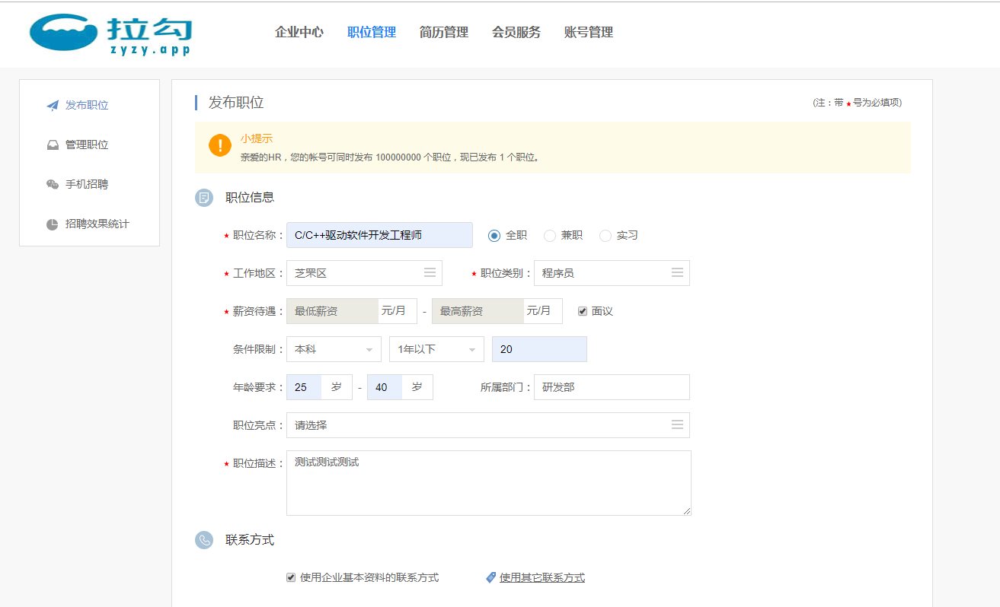 拉勾
zyzy.app
企业中心 职位管理 简历管理 会员服务 账号管理
发布职位
管理职位
手机招聘
招聘效果统计
发布职位
(注：带★号为必填项)
小提示
亲爱的HR，您的帐号可同时发布 100000000 个职位，现已发布 1 个职位。
职位信息
★ 职位名称： C/C++驱动软件开发工程师 全职 兼职 实习
★ 工作地区： 芝罘区 ★ 职位类别： 程序员
★ 薪资待遇： 最低薪资 元/月 - 最高薪资 元/月 面议
条件限制： 本科 1年以下 20
年龄要求： 25 岁 - 40 岁 所属部门： 研发部
职位亮点： 请选择
★ 职位描述： 测试测试测试
联系方式
使用企业基本资料的联系方式 使用其它联系方式